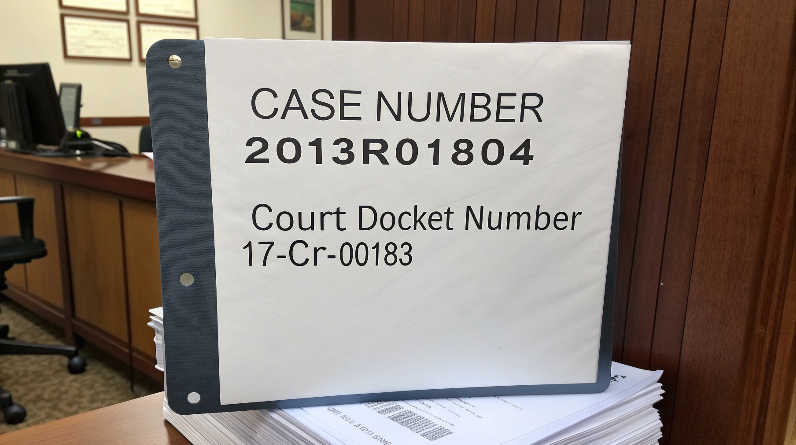 CASE NUMBER
2013R01804
Court Docket Number
17-Cr-00183